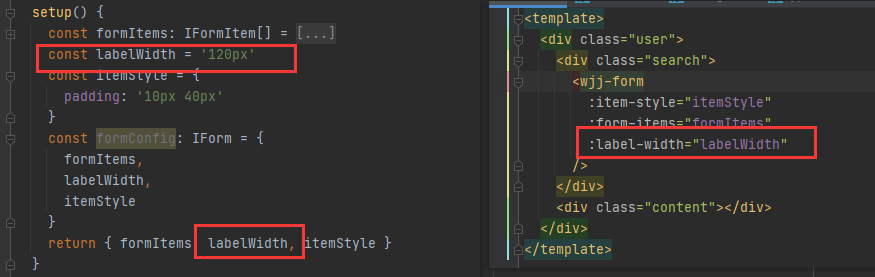 setup() {
const formItems: IFormItem[] = [...]
const labelWidth = '120px'
const itemStyle = {
padding: '10px 40px'
}
const formConfig: IForm = {
formItems,
labelWidth,
itemStyle
}
return { formItems labelWidth, itemStyle }
}
<template>
<div class="user">
<div class="search">
<wjj-form
:item-style="itemStyle"
:form-items="formItems"
:label-width="labelWidth"
/>
</div>
<div class="content"></div>
</div>
</template>